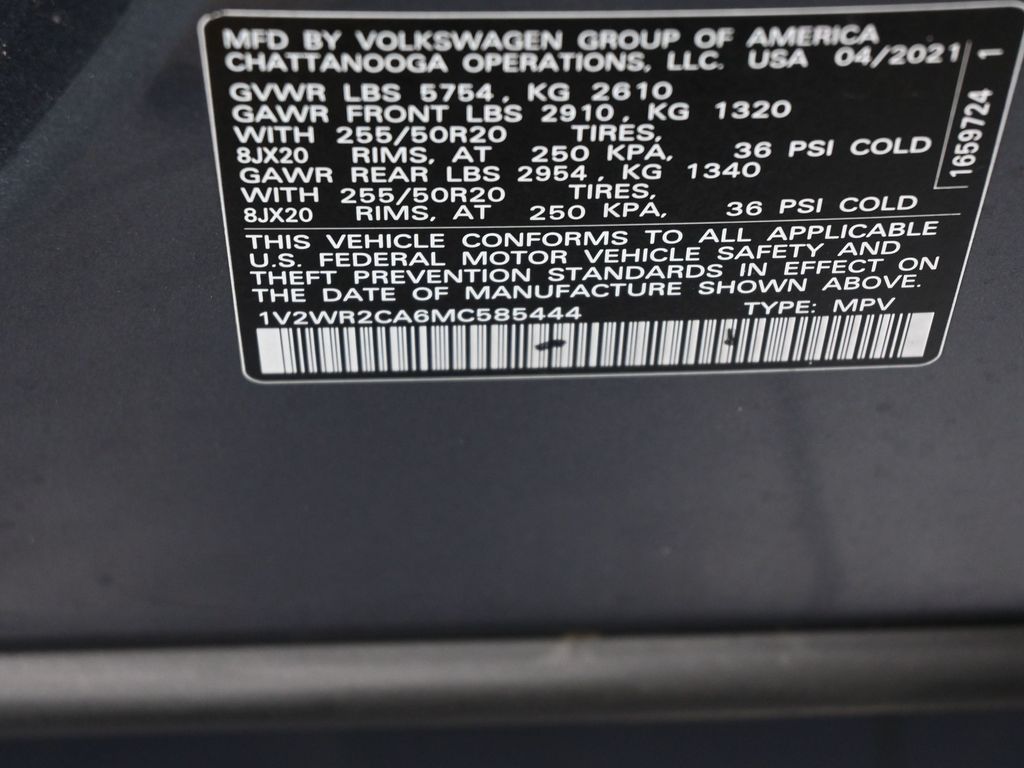 MFD BY VOLKSWAGEN GROUP OF AMERICA
CHATTANOOGA OPERATIONS, LLC. USA 04/2021
GVWR LBS 5754, KG 2610
GAWR FRONT LBS 2910, KG 1320
WITH 255/50R20 TIRES,
8JX20 RIMS, AT 250 KPA, 36 PSI COLD
GAWR REAR LBS 2954, KG 1340
WITH 255/50R20 TIRES,
8JX20 RIMS, AT 250 KPA, 36 PSI COLD
1659724 1
THIS VEHICLE CONFORMS TO ALL APPLICABLE
U.S. FEDERAL MOTOR VEHICLE SAFETY AND
THEFT PREVENTION STANDARDS IN EFFECT ON
THE DATE OF MANUFACTURE SHOWN ABOVE.
1V2WR2CA6MC585444 TYPE: MPV